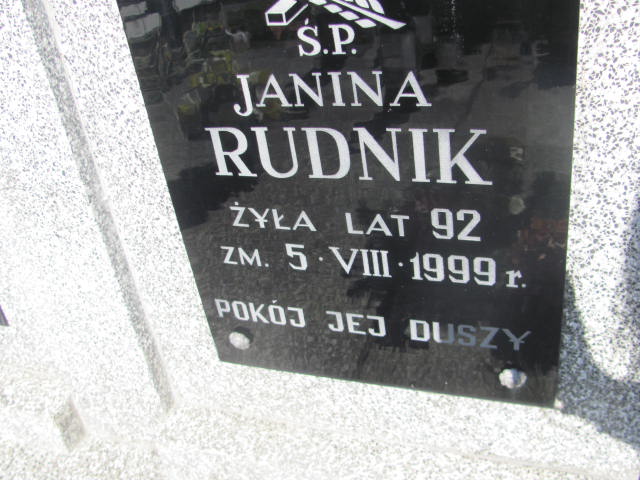 Ś.P.
JANINA
RUDNIK
ŻYŁA LAT 92
ZM. 5·VIII·1999 r.
POKÓJ JEJ DUSZY